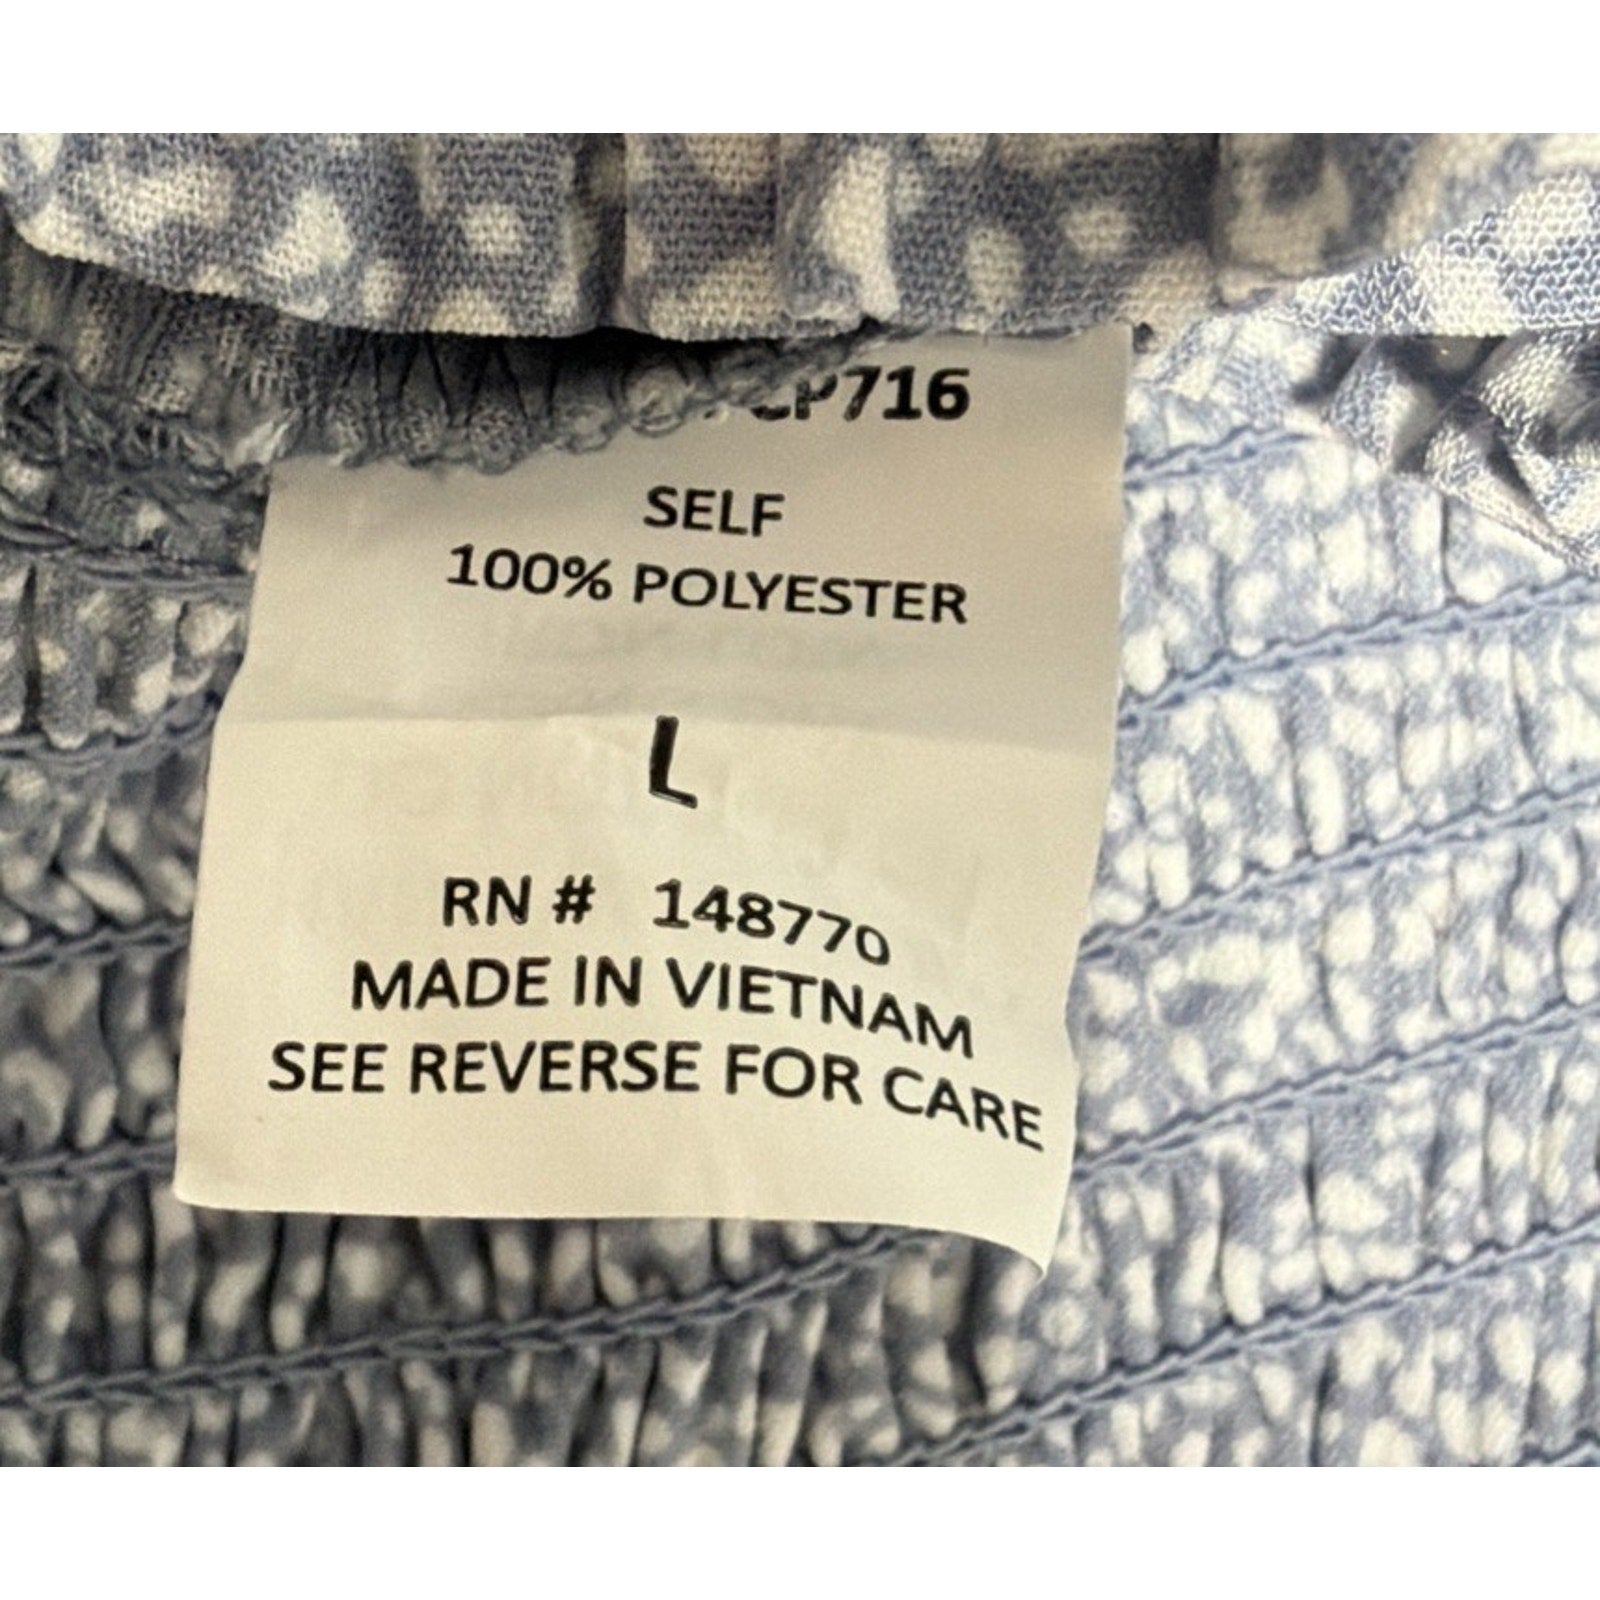 SELF
100% POLYESTER
L
RN # 148770
MADE IN VIETNAM
SEE REVERSE FOR CARE